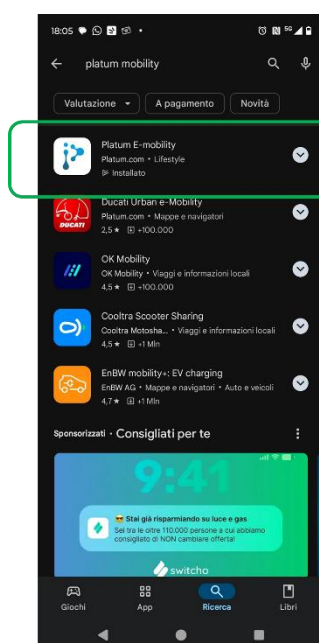 18:05
5G
platum mobility
Valutazione
A pagamento
Novità
Platum E-mobility
Platum.com • Lifestyle
Installato
DUCATI
Ducati Urban e-Mobility
Platum.com • Mappe e navigatori
2,5 ★ +100.000
OK Mobility
OK Mobility • Viaggi e informazioni locali
4,5 ★ +100.000
Cooltra Scooter Sharing
Cooltra Motosha... • Viaggi e informazioni locali
4,5 ★ +1 Mln
EnBW mobility+: EV charging
EnBW AG • Mappe e navigatori • Auto e veicoli
4,7 ★ +1 Mln
Sponsorizzati • Consigliati per te
9:41
Stai già risparmiando su luce e gas
Sei tra le oltre 110.000 persone a cui abbiamo
consigliato di NON cambiare offerta!
switcho
Giochi
App
Ricerca
Libri